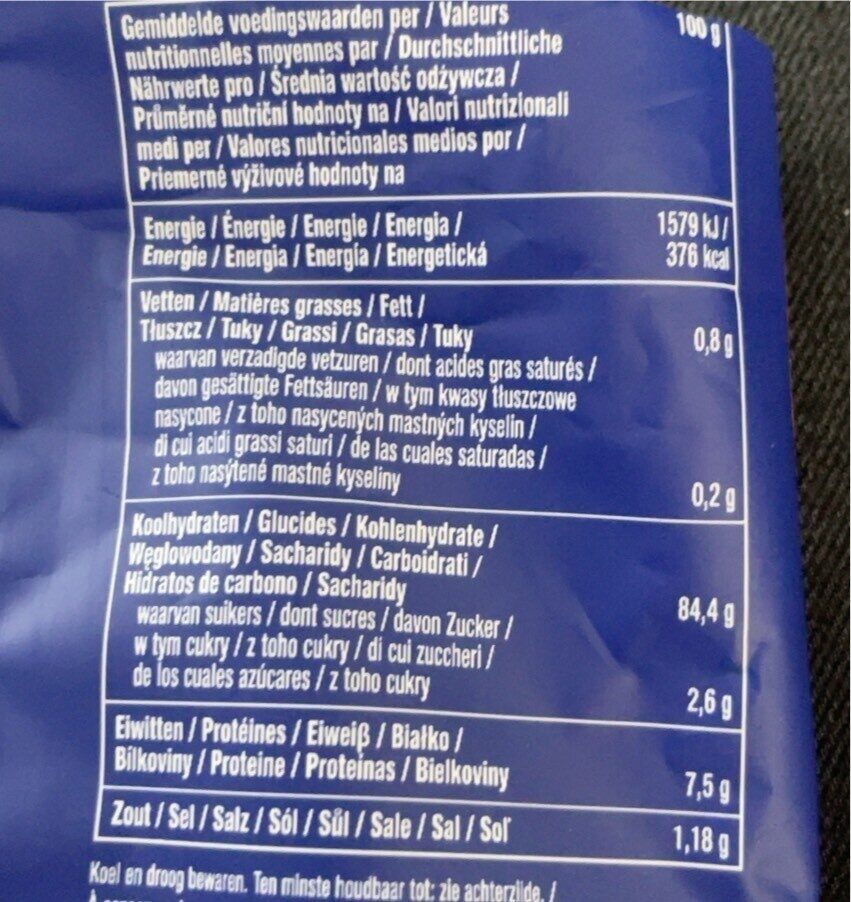 Gemiddelde voedingswaarden per / Valeurs 100 g
nutritionnelles moyennes par / Durchschnittliche
Nährwerte pro / Średnia wartość odżywcza /
Průměrné nutriční hodnoty na / Valori nutrizionali
medi per / Valores nutricionales medios por /
Priemerné výživové hodnoty na
Energie / Énergie / Energie / Energia / 1579 kJ /
Energie / Energia / Energía / Energetická 376 kcal
Vetten / Matières grasses / Fett /
Tłuszcz / Tuky / Grassi / Grasas / Tuky 0,8 g
waarvan verzadigde vetzuren / dont acides gras saturés /
davon gesättigte Fettsäuren / w tym kwasy tłuszczowe
nasycone / z toho nasycených mastných kyselin /
di cui acidi grassi saturi / de las cuales saturadas /
z toho nasýtené mastné kyseliny 0,2 g
Koolhydraten / Glucides / Kohlenhydrate /
Węglowodany / Sacharidy / Carboidrati /
Hidratos de carbono / Sacharidy 84,4 g
waarvan suikers / dont sucres / davon Zucker /
w tym cukry / z toho cukry / di cui zuccheri /
de los cuales azúcares / z toho cukry 2,6 g
Eiwitten / Protéines / Eiweiß / Białko /
Bílkoviny / Proteine / Proteínas / Bielkoviny 7,5 g
Zout / Sel / Salz / Sól / Sůl / Sale / Sal / Soľ 1,18 g
Koel en droog bewaren. Ten minste houdbaar tot: zie achterzijde. /